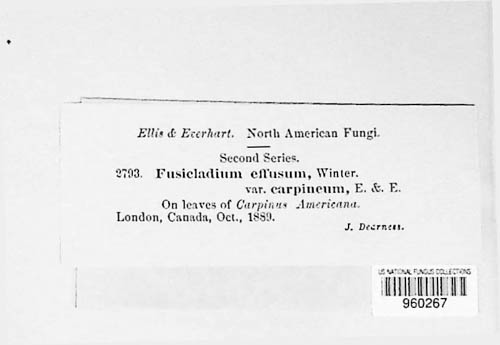 Ellis & Everhart. North American Fungi.
Second Series.
2793. Fusicladium effusum, Winter.
var. carpineum, E. & E.
On leaves of Carpinus Americana.
London, Canada, Oct., 1889.
J. Dearness.
US NATIONAL FUNGUS COLLECTIONS
960267